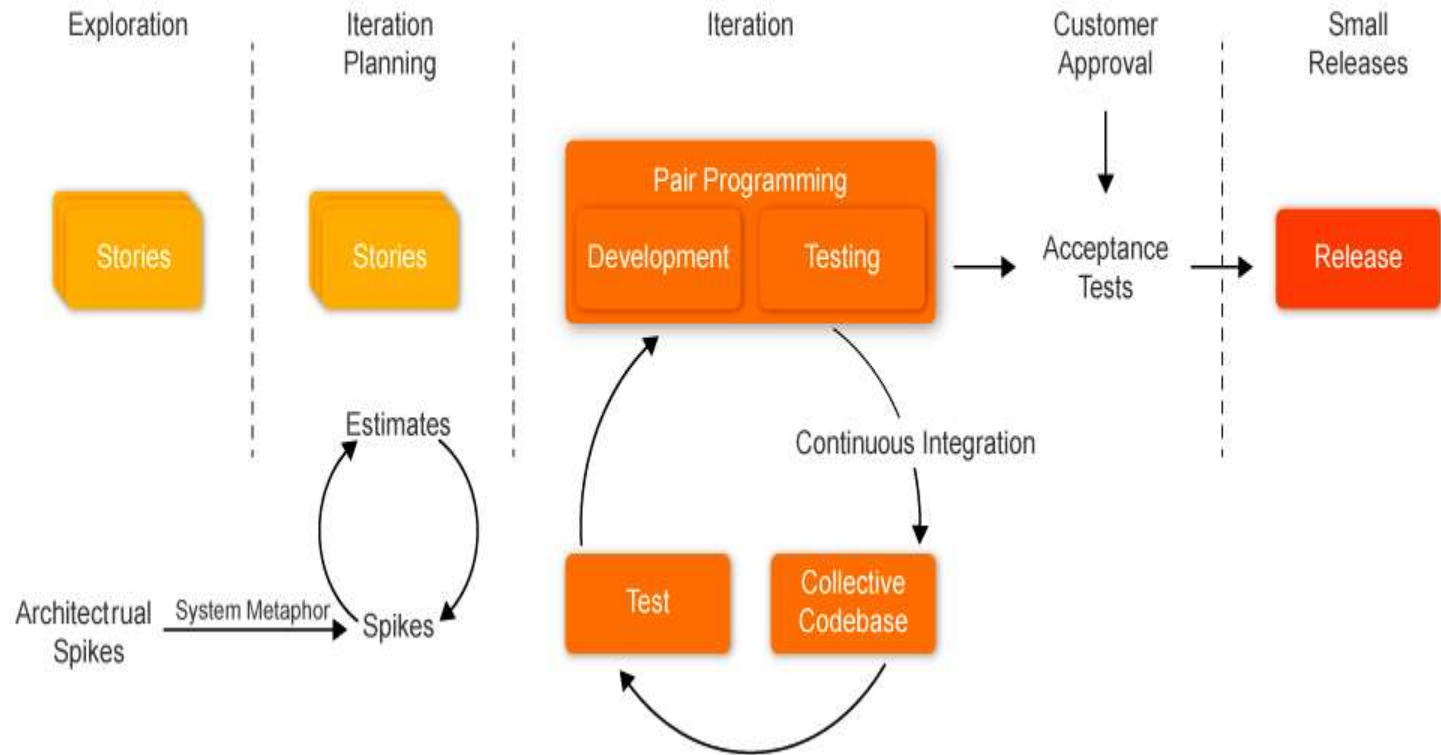 Exploration
Iteration
Planning
Iteration
Customer
Approval
Small
Releases
Stories
Stories
Pair Programming
Development
Testing
Acceptance
Tests
Release
Estimates
Continuous Integration
Architectrual
Spikes
System Metaphor
Spikes
Test
Collective
Codebase